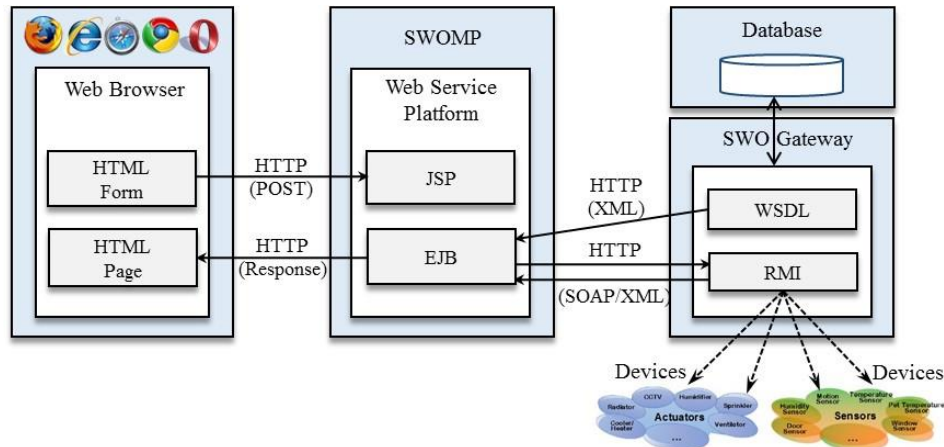 SWOMP
Database
Web Browser
Web Service
Platform
SWO Gateway
HTML
Form
HTTP
(POST)
JSP
HTTP
(XML)
WSDL
HTML
Page
HTTP
(Response)
EJB
HTTP
(SOAP/XML)
RMI
Devices
Devices
CCTV
Humidifier
Radiator
Sprinkler
Actuators
Cooler/
Heater
Ventilator
...
Motion
Sensor
Temperature
Sensor
Humidity
Sensor
Pet Temperature
Sensor
Sensors
Door
Sensor
Window
Sensor
...